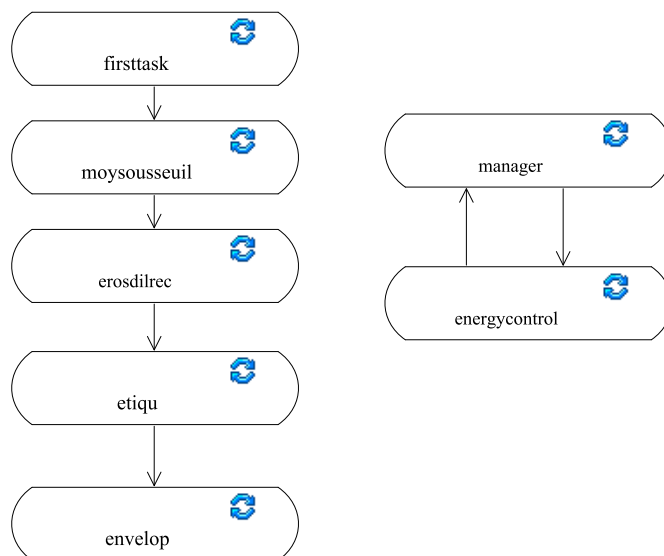 firsttask
moysousseuil
erosdilrec
etiqu
envelop
manager
energycontrol